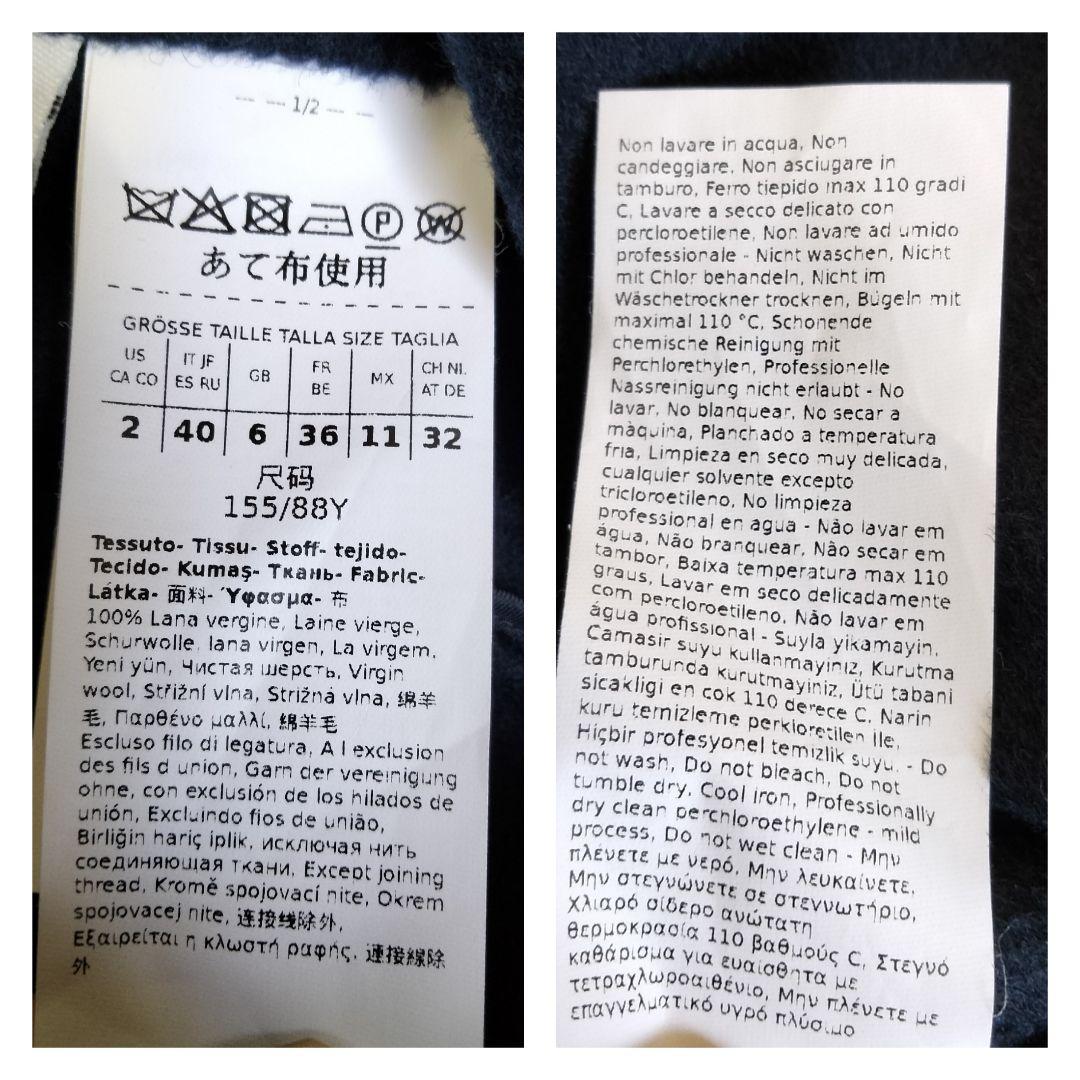 1/2
P
W
あて布使用
GRÖSSE TAILLE TALLA SIZE TAGLIA
US
CA CO
IT JP
ES RU
GB
FR
BE
MX
CH NL
AT DE
2
40
6
36
11
32
尺码
155/88Y
Tessuto- Tissu- Stoff- tejido-
Tecido- Kumaş- Ткань- Fabric-
Látka- 面料- Ύφασμα- 布
100% Lana vergine, Laine vierge,
Schurwolle, lana virgen, La virgem,
Yeni yün, Чистая шерсть, Virgin
wool, Střižní vlna, Strižná vlna, 绵羊
毛, Παρθένο μαλλί, 綿羊毛
Escluso filo di legatura, A l exclusion
des fils d union, Garn der vereinigung
ohne, con exclusión de los hilados de
unión, Excluindo fios de união,
Birliğin hariç iplik, исключая нить
соединяющая ткани, Except joining
thread, Kromě spojovací nite, Okrem
spojovacej nite, 连接线除外,
Εξαιρείται η κλωστή ραφής, 連接線除
外
Non lavare in acqua, Non
candeggiare, Non asciugare in
tamburo, Ferro tiepido max 110 gradi
C, Lavare a secco delicato con
percloroetilene, Non lavare ad umido
professionale - Nicht waschen, Nicht
mit Chlor behandeln, Nicht im
Wäschetrockner trocknen, Bügeln mit
maximal 110 °C, Schonende
chemische Reinigung mit
Perchlorethylen, Professionelle
Nassreinigung nicht erlaubt - No
lavar, No blanquear, No secar a
màquina, Planchado a temperatura
fria, Limpieza en seco muy delicada,
cualquier solvente excepto
tricloroetileno, No limpieza
professional en agua - Não lavar em
água, Não branquear, Não secar em
tambor, Baixa temperatura max 110
graus, Lavar em seco delicadamente
com percloroetileno, Não lavar em
água profissional - Suyla yikamayin,
Camasir suyu kullanmayiniz, Kurutma
tamburunda kurutmayiniz, Ütü tabani
sicakligi en cok 110 derece C, Narin
kuru temizleme perkloretilen ile,
Hiçbir profesyonel temizlik suyu. - Do
not wash, Do not bleach, Do not
tumble dry, Cool iron, Professionally
dry clean perchloroethylene - mild
process, Do not wet clean - Μην
πλένετε με νερό, Μην λευκαίνετε,
Μην στεγνώνετε σε στεγνωτήριο,
Χλιαρό σίδερο ανώτατη
θερμοκρασία 110 βαθμούς C, Στεγνό
καθάρισμα για ευαίσθητα με
τετραχλωροαιθένιο, Μην πλένετε με
επαγγελματικό υγρό πλύσιμο